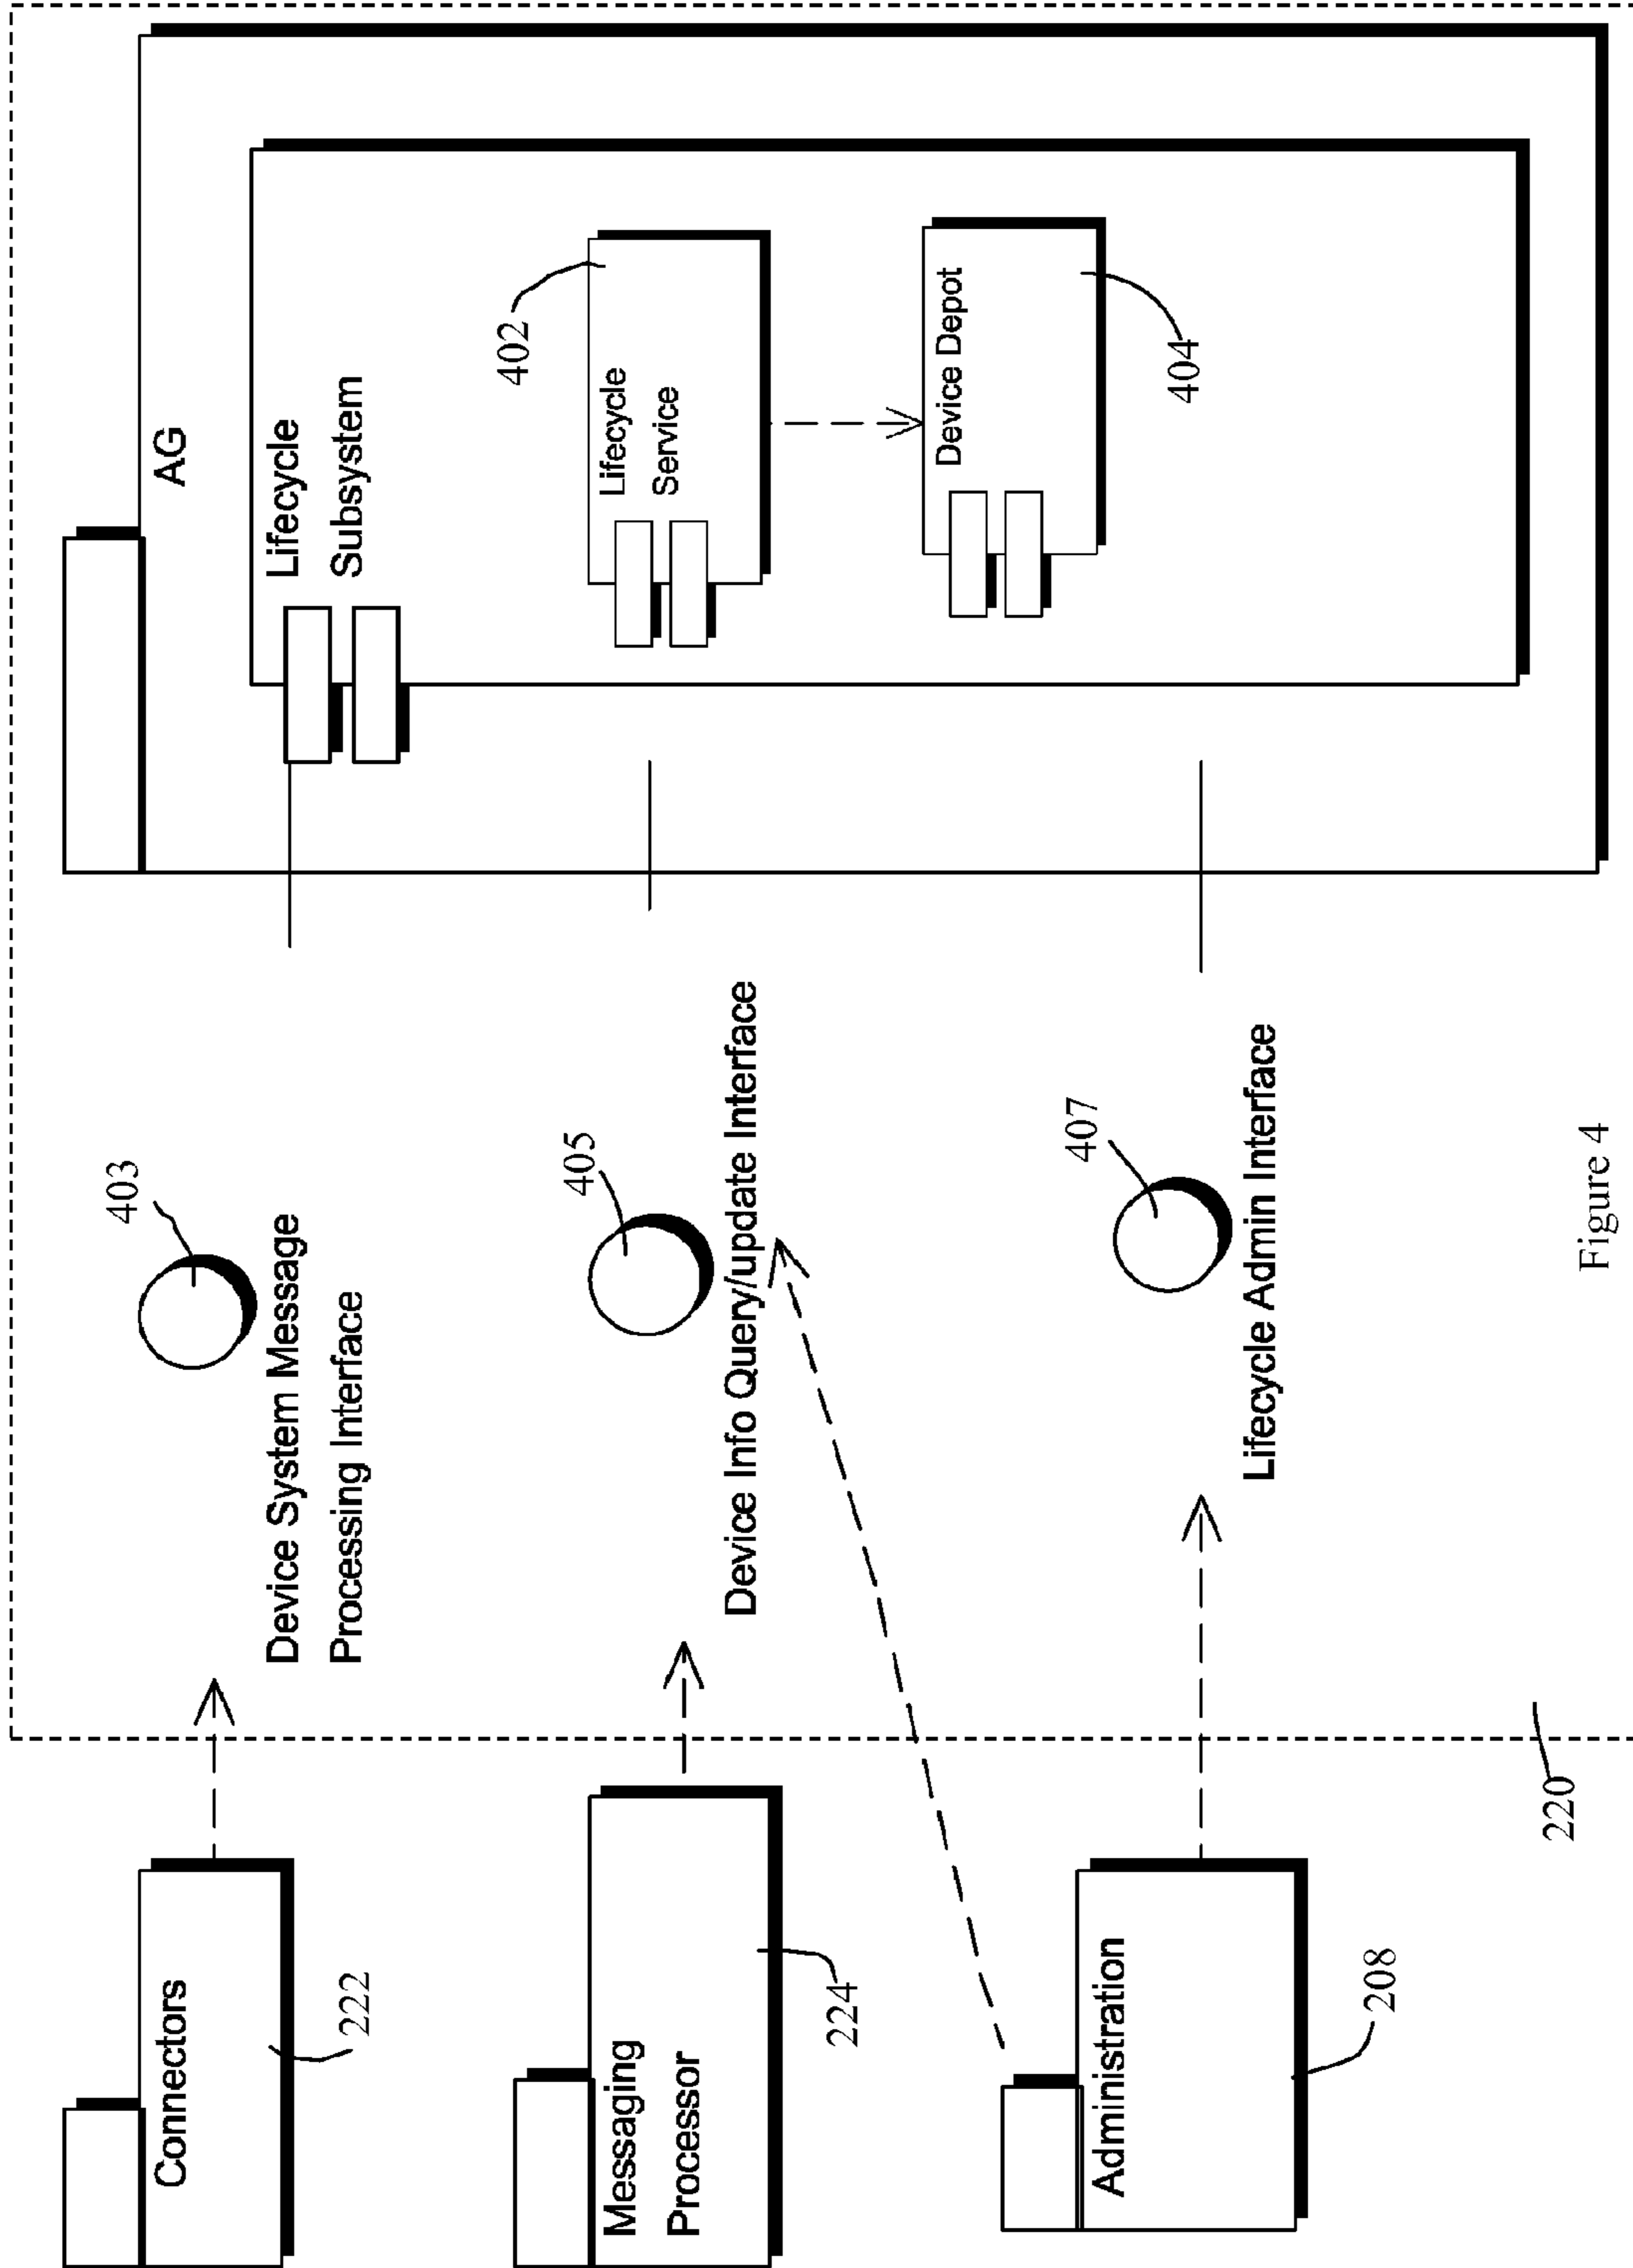 Connectors
222
403
Device System Message
Processing Interface
AG
Lifecycle
Subsystem
402
Lifecycle
Service
Messaging
Processor
224
405
Device Info Query/update Interface
Device Depot
404
Administration
208
407
Lifecycle Admin Interface
220
Figure 4